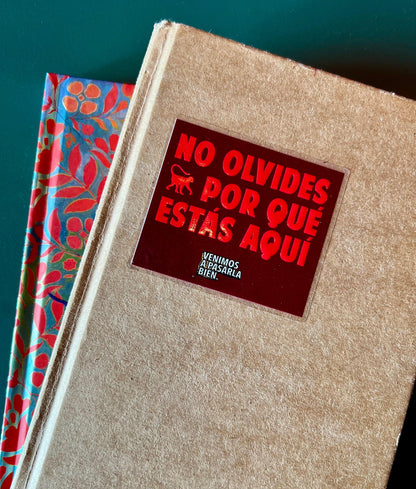 NO OLVIDES
POR QUÉ
ESTÁS AQUÍ
VENIMOS
A PASARLA
BIEN.